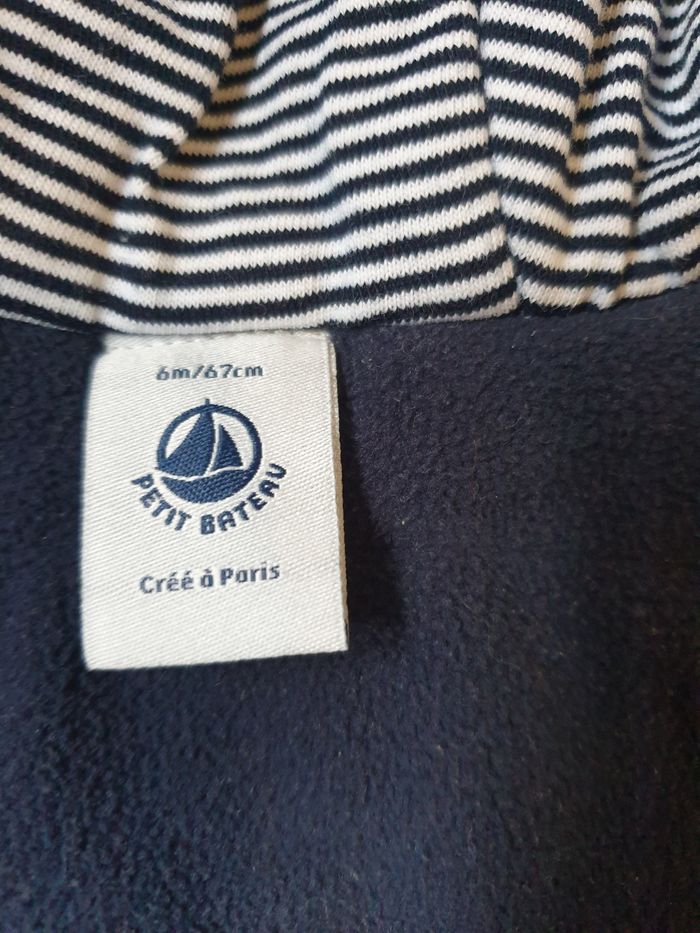 6m/67cm
PETIT BATEAU
Créé à Paris